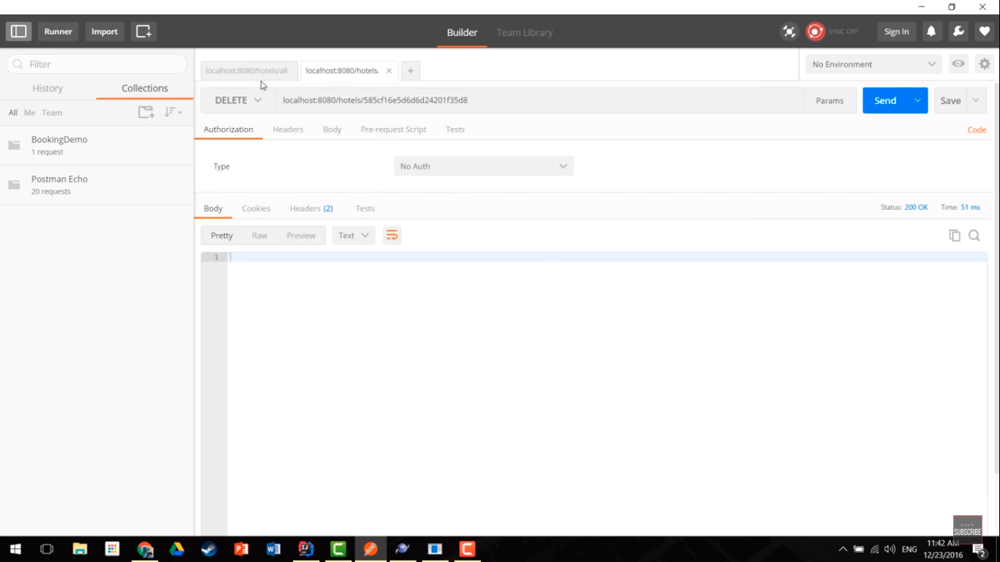 Runner
Import
Builder
Team Library
SYNC OFF
Sign In
Filter
History
Collections
All
Me
Team
BookingDemo
1 request
Postman Echo
20 requests
localhost:8080/hotels/all
localhost:8080/hotels/
No Environment
DELETE
localhost:8080/hotels/585cf16e5d6d6d24201f35d8
Params
Send
Save
Authorization
Headers
Body
Pre-request Script
Tests
Code
Type
No Auth
Body
Cookies
Headers (2)
Tests
Status: 200 OK
Time: 51 ms
Pretty
Raw
Preview
Text
1
SUBSCRIBE
ENG
11:42 AM
12/23/2016
2